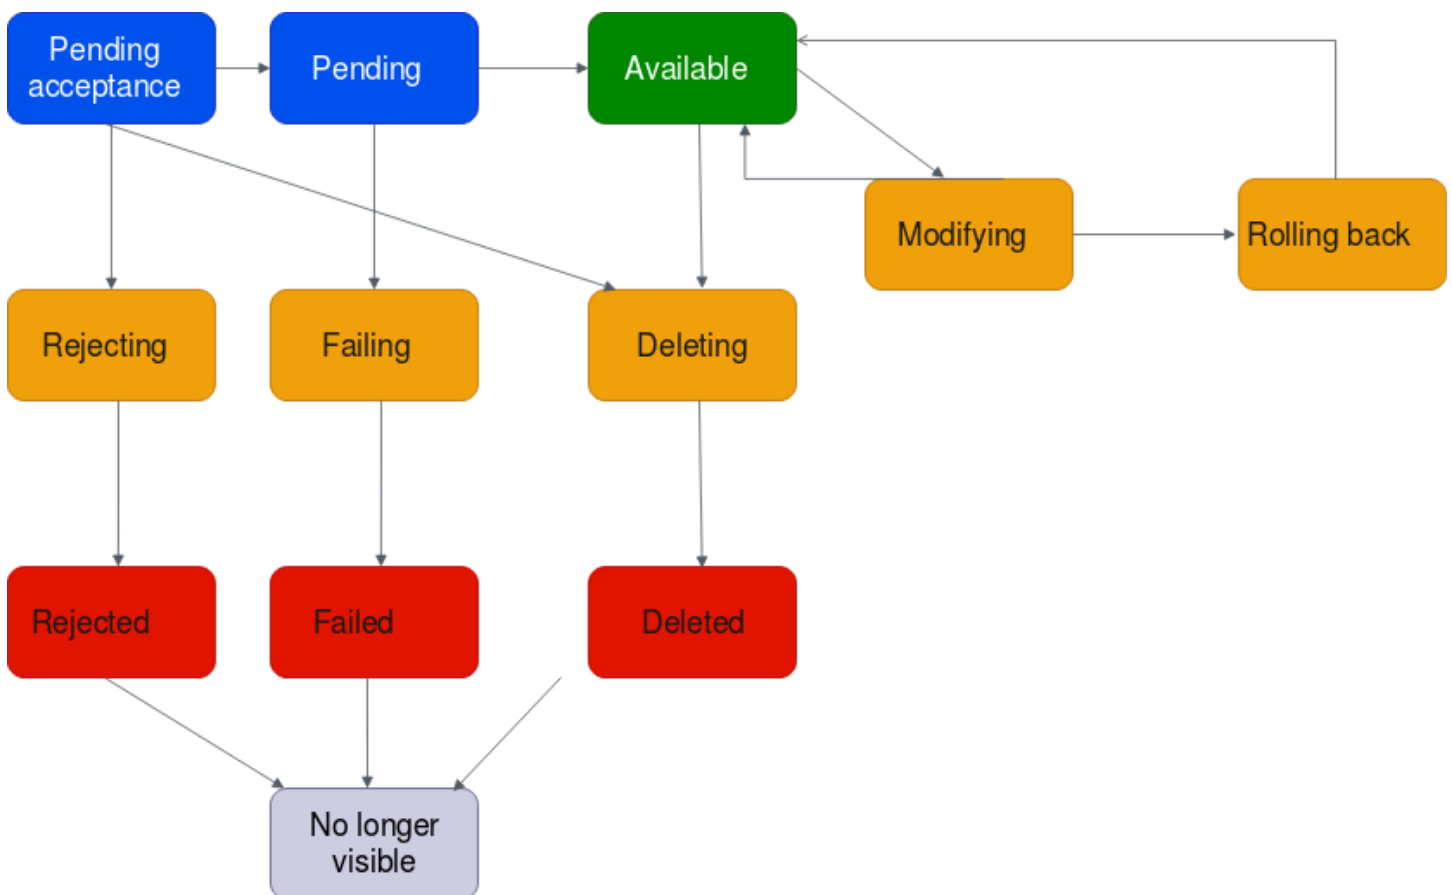 Pending
acceptance
Pending
Available
Modifying
Rolling back
Rejecting
Failing
Deleting
Rejected
Failed
Deleted
No longer
visible